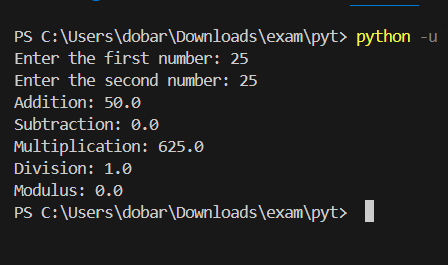 PS C:\Users\dobar\Downloads\exam\pyt> python -u
Enter the first number: 25
Enter the second number: 25
Addition: 50.0
Subtraction: 0.0
Multiplication: 625.0
Division: 1.0
Modulus: 0.0
PS C:\Users\dobar\Downloads\exam\pyt>